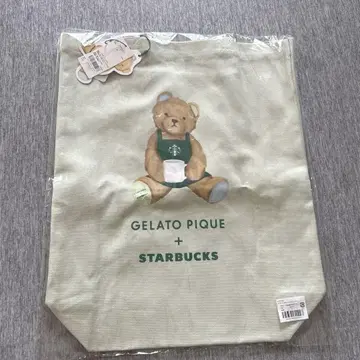 GELATO PIQUE
+
STARBUCKS